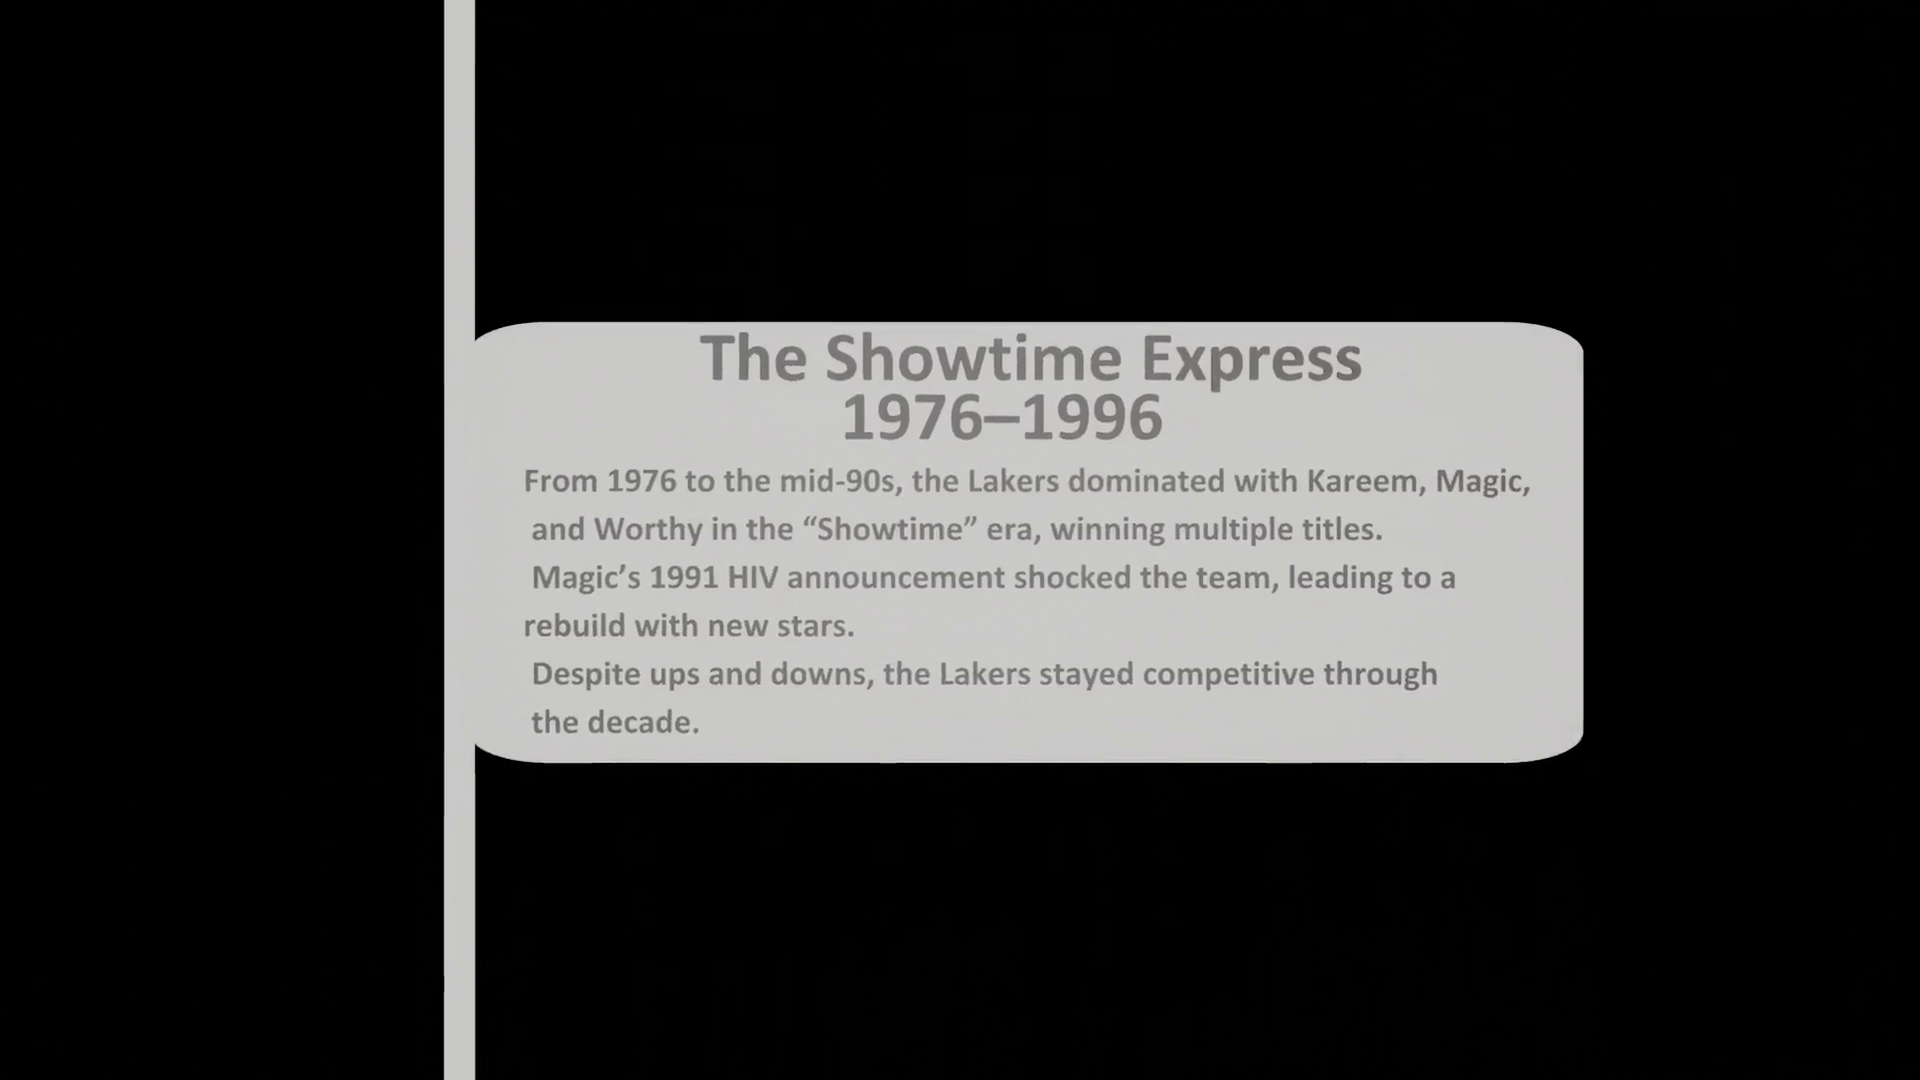 The Showtime Express
1976–1996
From 1976 to the mid-90s, the Lakers dominated with Kareem, Magic,
and Worthy in the “Showtime” era, winning multiple titles.
Magic’s 1991 HIV announcement shocked the team, leading to a
rebuild with new stars.
Despite ups and downs, the Lakers stayed competitive through
the decade.